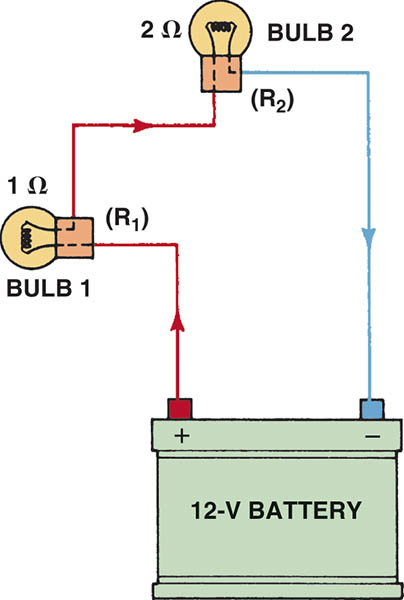 2 Ω
BULB 2
(R₂)
1 Ω
(R₁)
BULB 1
+ −
12-V BATTERY